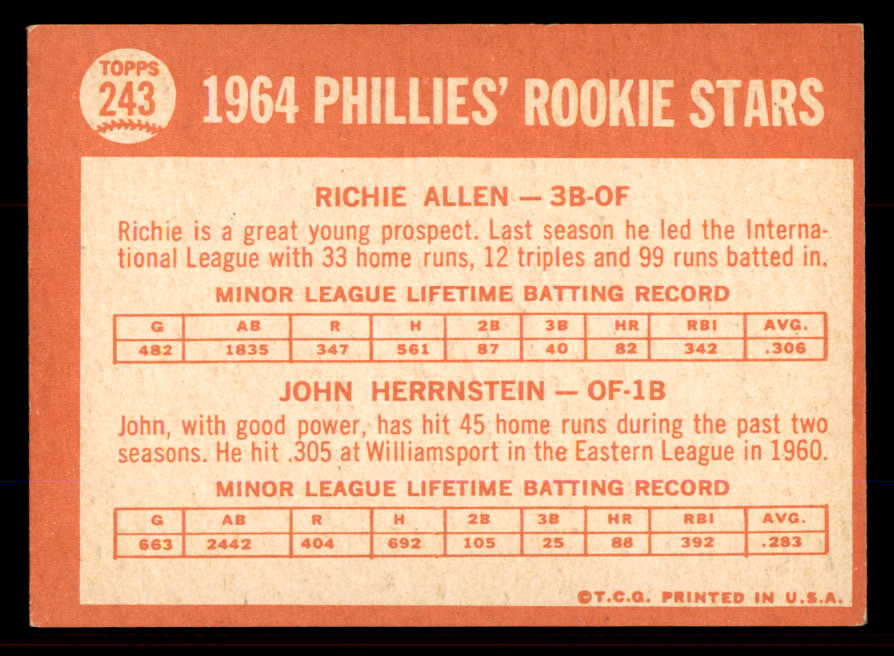 TOPPS
243
1964 PHILLIES' ROOKIE STARS
RICHIE ALLEN — 3B-OF
Richie is a great young prospect. Last season he led the Interna-
tional League with 33 home runs, 12 triples and 99 runs batted in.
MINOR LEAGUE LIFETIME BATTING RECORD
G AB R H 2B 3B HR RBI AVG.
482 1835 347 561 87 40 82 342 .306
JOHN HERRNSTEIN — OF-1B
John, with good power, has hit 45 home runs during the past two
seasons. He hit .305 at Williamsport in the Eastern League in 1960.
MINOR LEAGUE LIFETIME BATTING RECORD
G AB R H 2B 3B HR RBI AVG.
663 2442 404 692 105 25 88 392 .283
©T.C.G. PRINTED IN U.S.A.